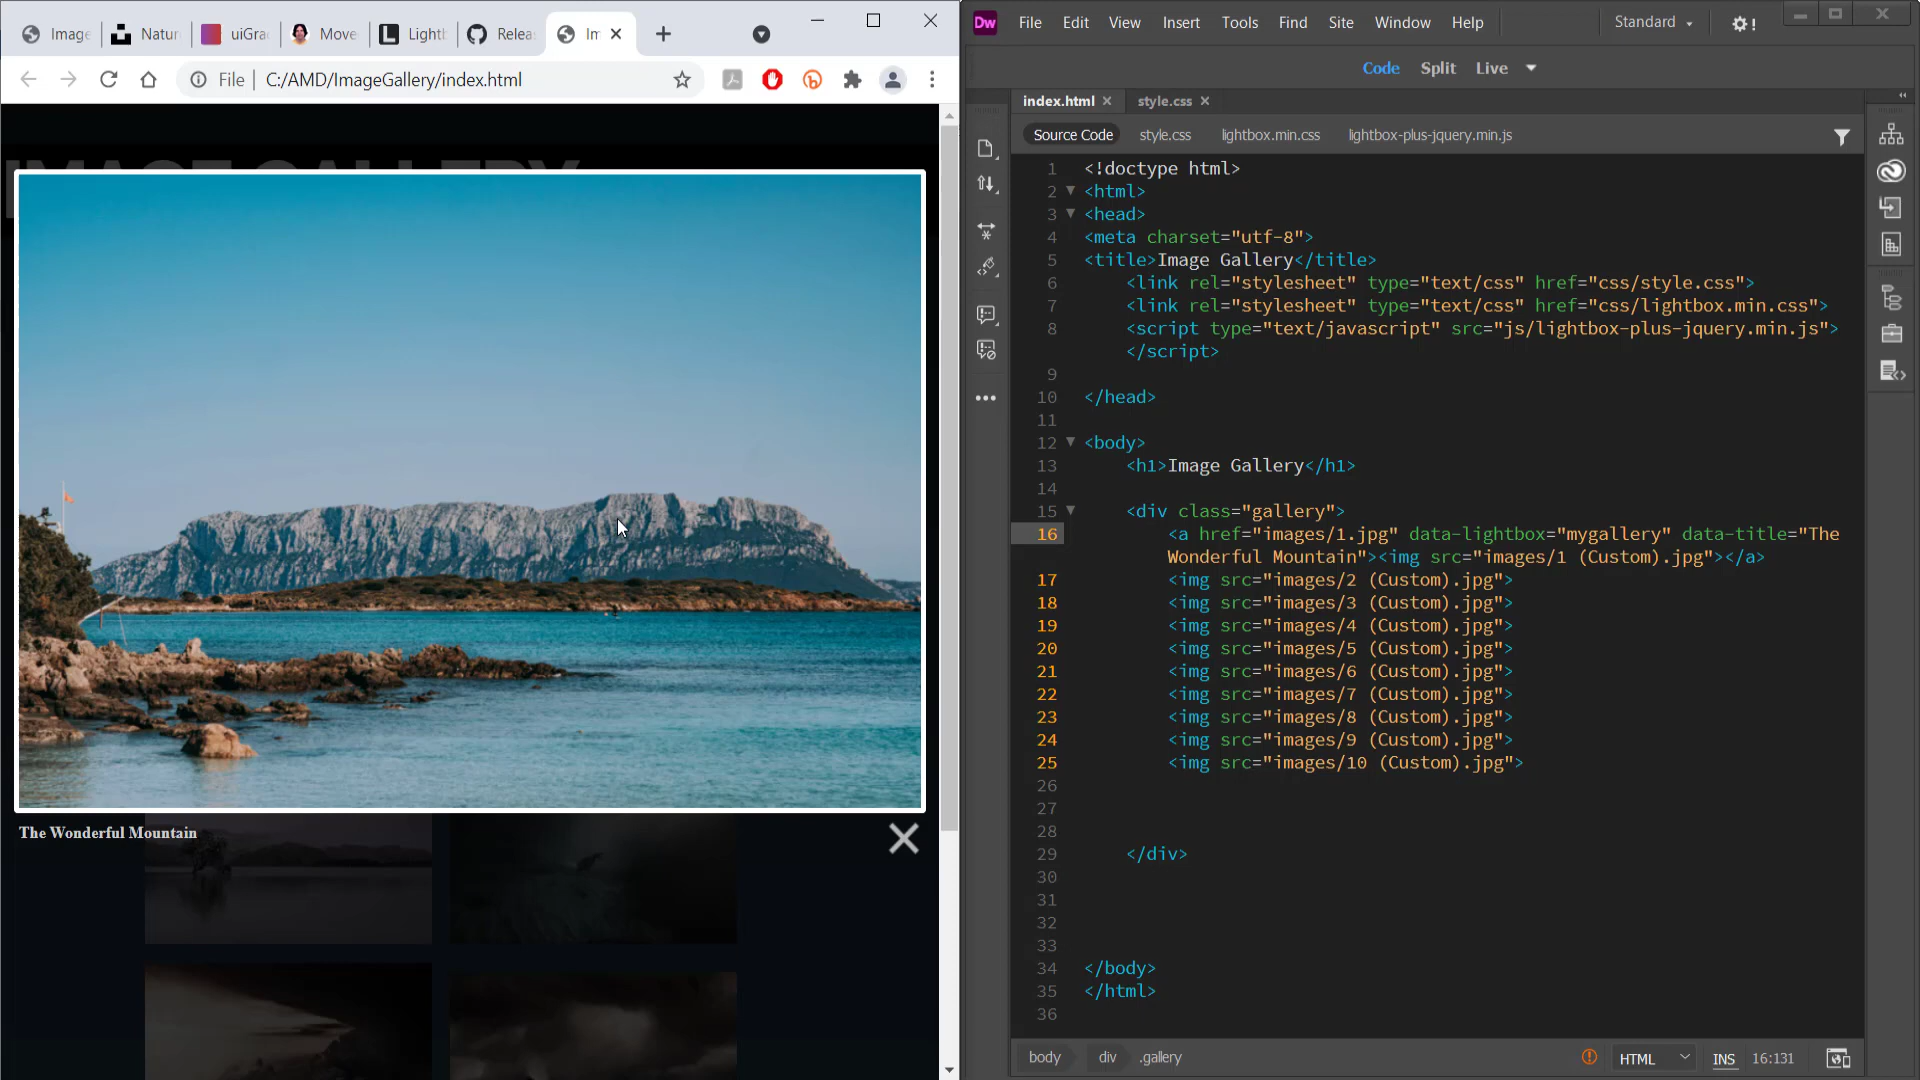 Image
Natur
uiGra
Move
Light
Relea
Im
File
C:/AMD/ImageGallery/index.html
IMAGE GALLERY
The Wonderful Mountain
Dw File Edit View Insert Tools Find Site Window Help Standard
Code Split Live
index.html style.css
Source Code style.css lightbox.min.css lightbox-plus-jquery.min.js
1 <!doctype html>
2 <html>
3 <head>
4 <meta charset="utf-8">
5 <title>Image Gallery</title>
6 <link rel="stylesheet" type="text/css" href="css/style.css">
7 <link rel="stylesheet" type="text/css" href="css/lightbox.min.css">
8 <script type="text/javascript" src="js/lightbox-plus-jquery.min.js">
</script>
9
10 </head>
11
12 <body>
13 <h1>Image Gallery</h1>
14
15 <div class="gallery">
16 <a href="images/1.jpg" data-lightbox="mygallery" data-title="The
Wonderful Mountain"><img src="images/1 (Custom).jpg"></a>
17 <img src="images/2 (Custom).jpg">
18 <img src="images/3 (Custom).jpg">
19 <img src="images/4 (Custom).jpg">
20 <img src="images/5 (Custom).jpg">
21 <img src="images/6 (Custom).jpg">
22 <img src="images/7 (Custom).jpg">
23 <img src="images/8 (Custom).jpg">
24 <img src="images/9 (Custom).jpg">
25 <img src="images/10 (Custom).jpg">
26
27
28
29 </div>
30
31
32
33
34 </body>
35 </html>
36
body div .gallery HTML INS 16:131